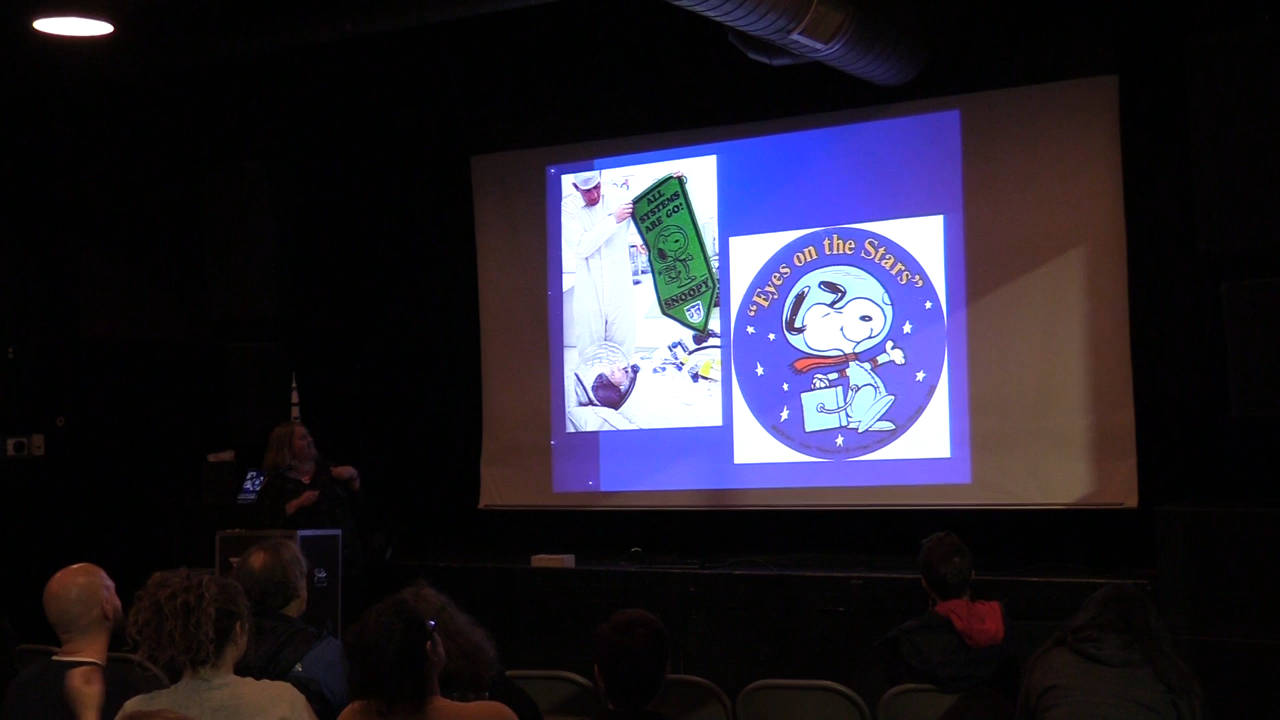 ALL
SYSTEMS
ARE GO!
SNOOPY
"Eyes on the Stars"